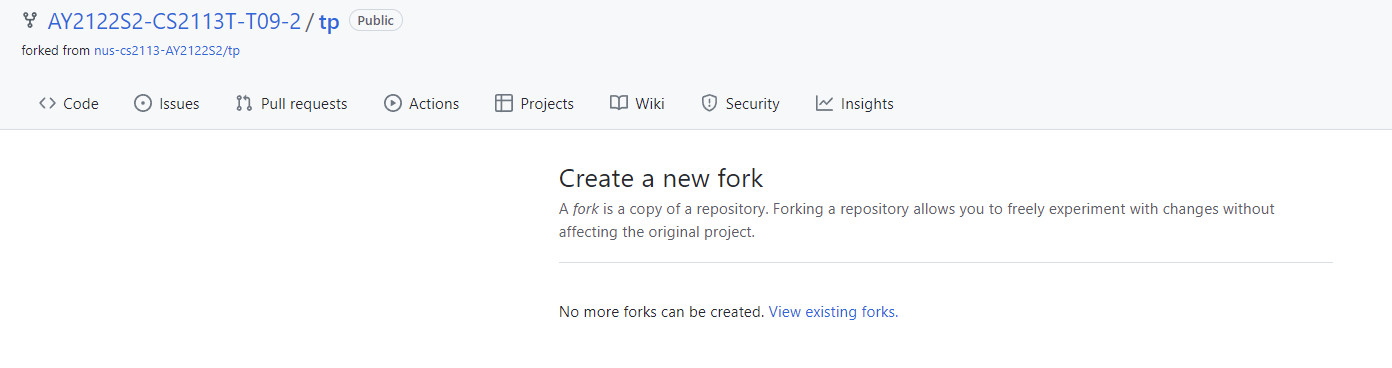 AY2122S2-CS2113T-T09-2 / tp Public
forked from nus-cs2113-AY2122S2/tp
Code Issues Pull requests Actions Projects Wiki Security Insights
Create a new fork
A fork is a copy of a repository. Forking a repository allows you to freely experiment with changes without
affecting the original project.
No more forks can be created. View existing forks.